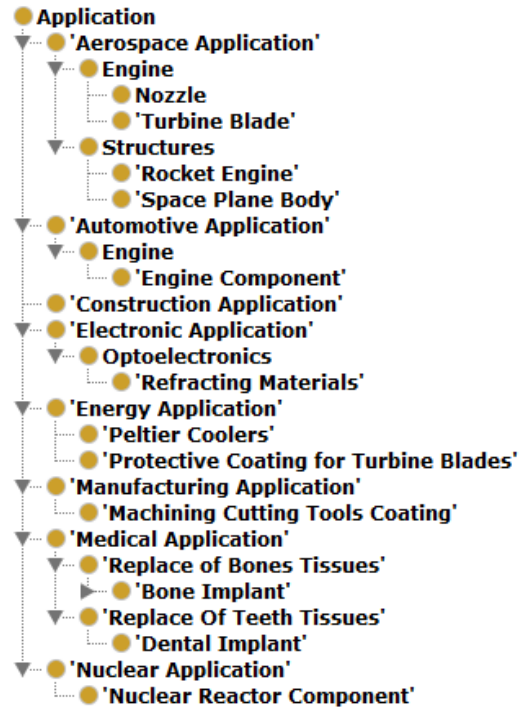 Application
'Aerospace Application'
Engine
Nozzle
'Turbine Blade'
Structures
'Rocket Engine'
'Space Plane Body'
'Automotive Application'
Engine
'Engine Component'
'Construction Application'
'Electronic Application'
Optoelectronics
'Refracting Materials'
'Energy Application'
'Peltier Coolers'
'Protective Coating for Turbine Blades'
'Manufacturing Application'
'Machining Cutting Tools Coating'
'Medical Application'
'Replace of Bones Tissues'
'Bone Implant'
'Replace Of Teeth Tissues'
'Dental Implant'
'Nuclear Application'
'Nuclear Reactor Component'